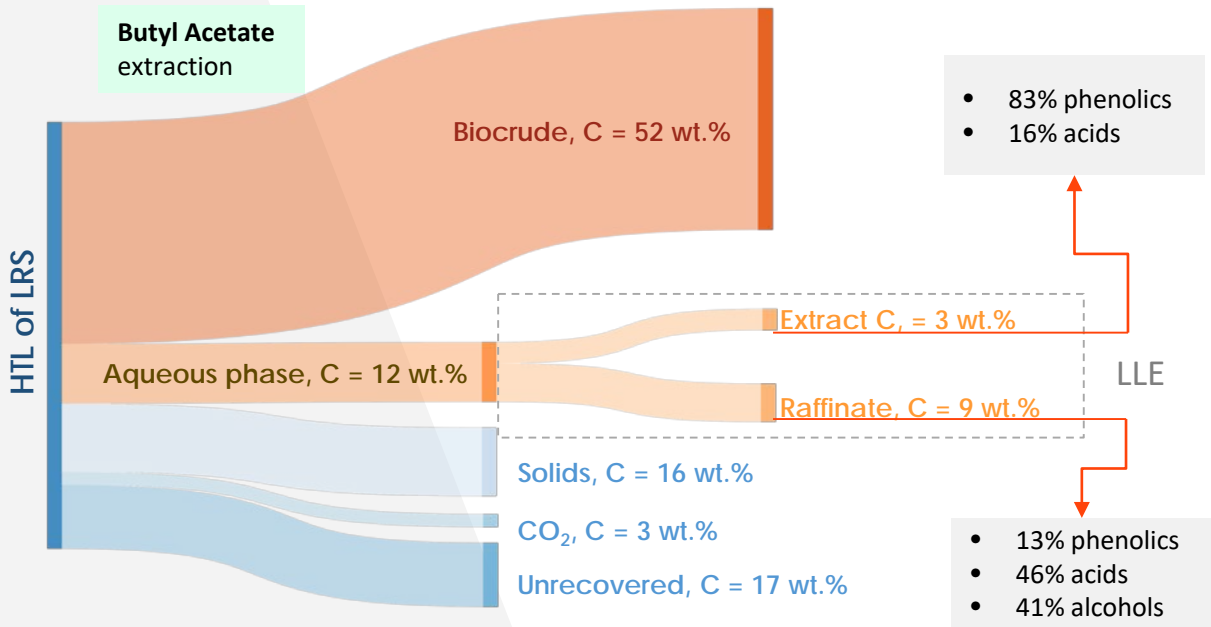 Butyl Acetate
extraction
HTL of LRS
Biocrude, C = 52 wt.%
Aqueous phase, C = 12 wt.%
Solids, C = 16 wt.%
CO₂, C = 3 wt.%
Unrecovered, C = 17 wt.%
Extract C, = 3 wt.%
Raffinate, C = 9 wt.%
LLE
• 83% phenolics
• 16% acids
• 13% phenolics
• 46% acids
• 41% alcohols